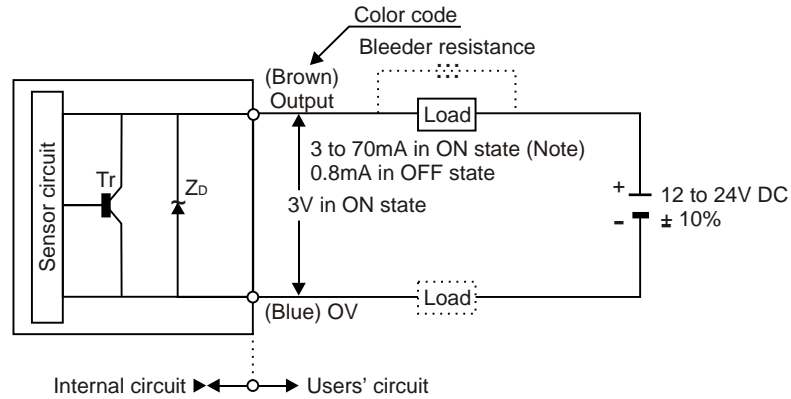 Color code
Bleeder resistance
(Brown)
Output
Load
3 to 70mA in ON state (Note)
0.8mA in OFF state
3V in ON state
Sensor circuit
Tr
ZD
+
-
12 to 24V DC
± 10%
Load
(Blue) OV
Internal circuit
Users' circuit